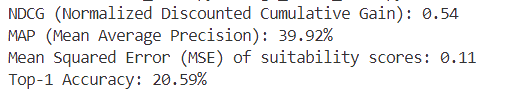 NDCG (Normalized Discounted Cumulative Gain): 0.54
MAP (Mean Average Precision): 39.92%
Mean Squared Error (MSE) of suitability scores: 0.11
Top-1 Accuracy: 20.59%